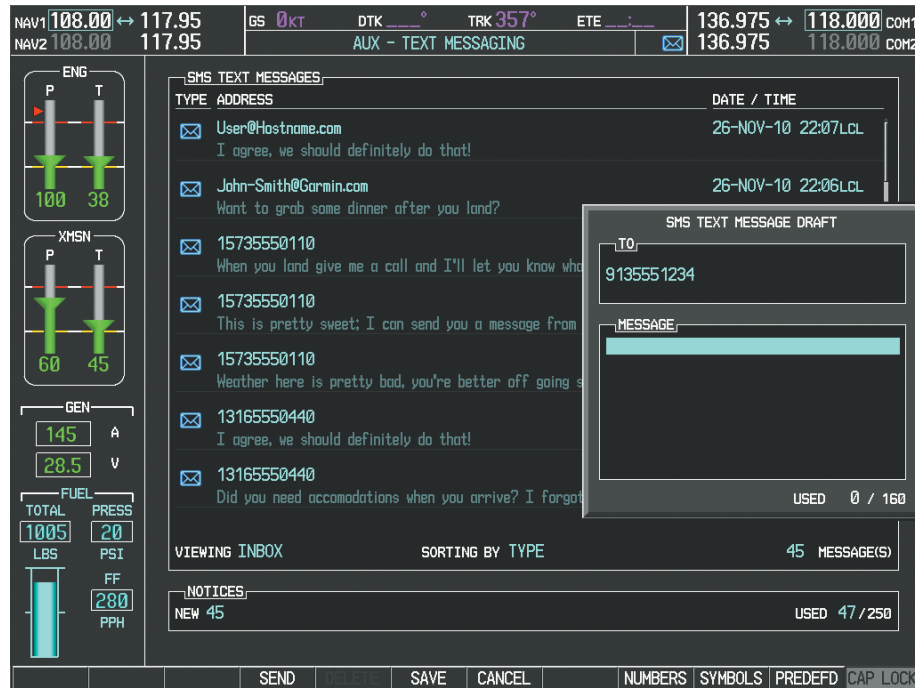 NAV1 108.00 ↔ 117.95 GS 0KT DTK ___° TRK 357° ETE __:__ 136.975 ↔ 118.000 COM1
NAV2 108.00 117.95 AUX - TEXT MESSAGING 136.975 118.000 COM2
ENG
P T
100 38
XMSN
P T
60 45
GEN
145 A
28.5 V
FUEL
TOTAL PRESS
1005 20
LBS PSI
FF
280
PPH
SMS TEXT MESSAGES
TYPE ADDRESS DATE / TIME
User@Hostname.com 26-NOV-10 22:07LCL
I agree, we should definitely do that!
John-Smith@Garmin.com 26-NOV-10 22:06LCL
Want to grab some dinner after you land?
15735550110
When you land give me a call and I'll let you know wha
15735550110
This is pretty sweet; I can send you a message from
15735550110
Weather here is pretty bad, you're better off going s
13165550440
I agree, we should definitely do that!
13165550440
Did you need accomodations when you arrive? I forgot
VIEWING INBOX SORTING BY TYPE 45 MESSAGE(S)
SMS TEXT MESSAGE DRAFT
TO
9135551234
MESSAGE
USED 0 / 160
NOTICES
NEW 45 USED 47/250
SEND DELETE SAVE CANCEL NUMBERS SYMBOLS PREDEFD CAP LOCK